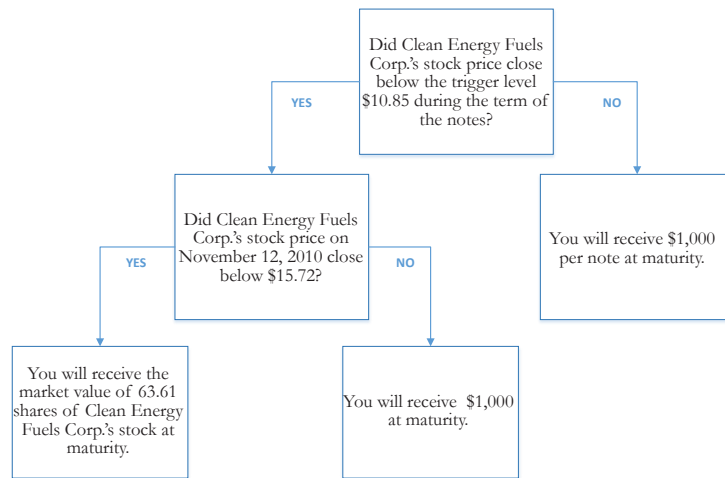 Did Clean Energy Fuels
Corp.'s stock price close
below the trigger level
$10.85 during the term of
the notes?
YES
NO
Did Clean Energy Fuels
Corp.'s stock price on
November 12, 2010 close
below $15.72?
You will receive $1,000
per note at maturity.
YES
NO
You will receive the
market value of 63.61
shares of Clean Energy
Fuels Corp.'s stock at
maturity.
You will receive $1,000
at maturity.